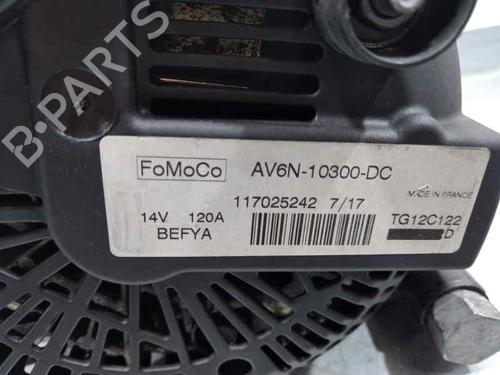 B-PARTS
FoMoCo AV6N-10300-DC
MADE IN FRANCE
117025242 7/17
14V 120A TG12C122
BEFYA